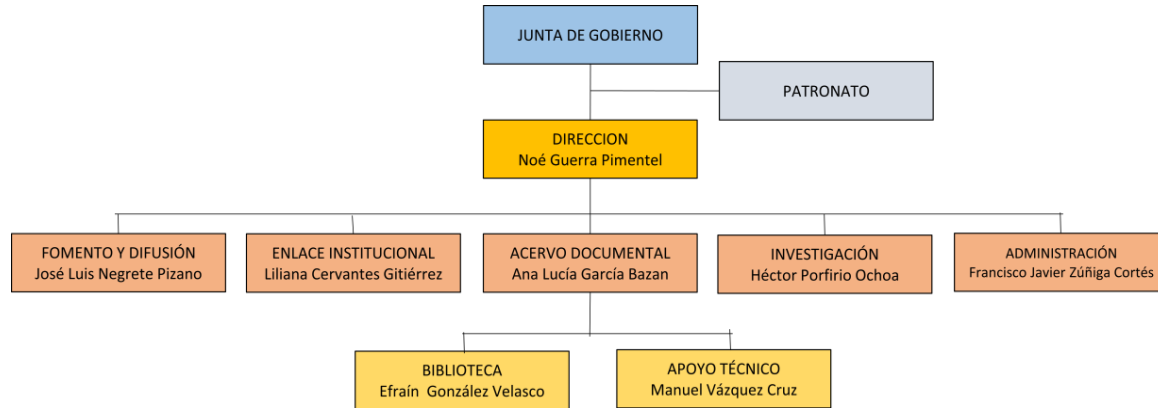 JUNTA DE GOBIERNO
PATRONATO
DIRECCION
Noé Guerra Pimentel
FOMENTO Y DIFUSIÓN
José Luis Negrete Pizano
ENLACE INSTITUCIONAL
Liliana Cervantes Gitiérrez
ACERVO DOCUMENTAL
Ana Lucía García Bazan
INVESTIGACIÓN
Héctor Porfirio Ochoa
ADMINISTRACIÓN
Francisco Javier Zúñiga Cortés
BIBLIOTECA
Efraín González Velasco
APOYO TÉCNICO
Manuel Vázquez Cruz